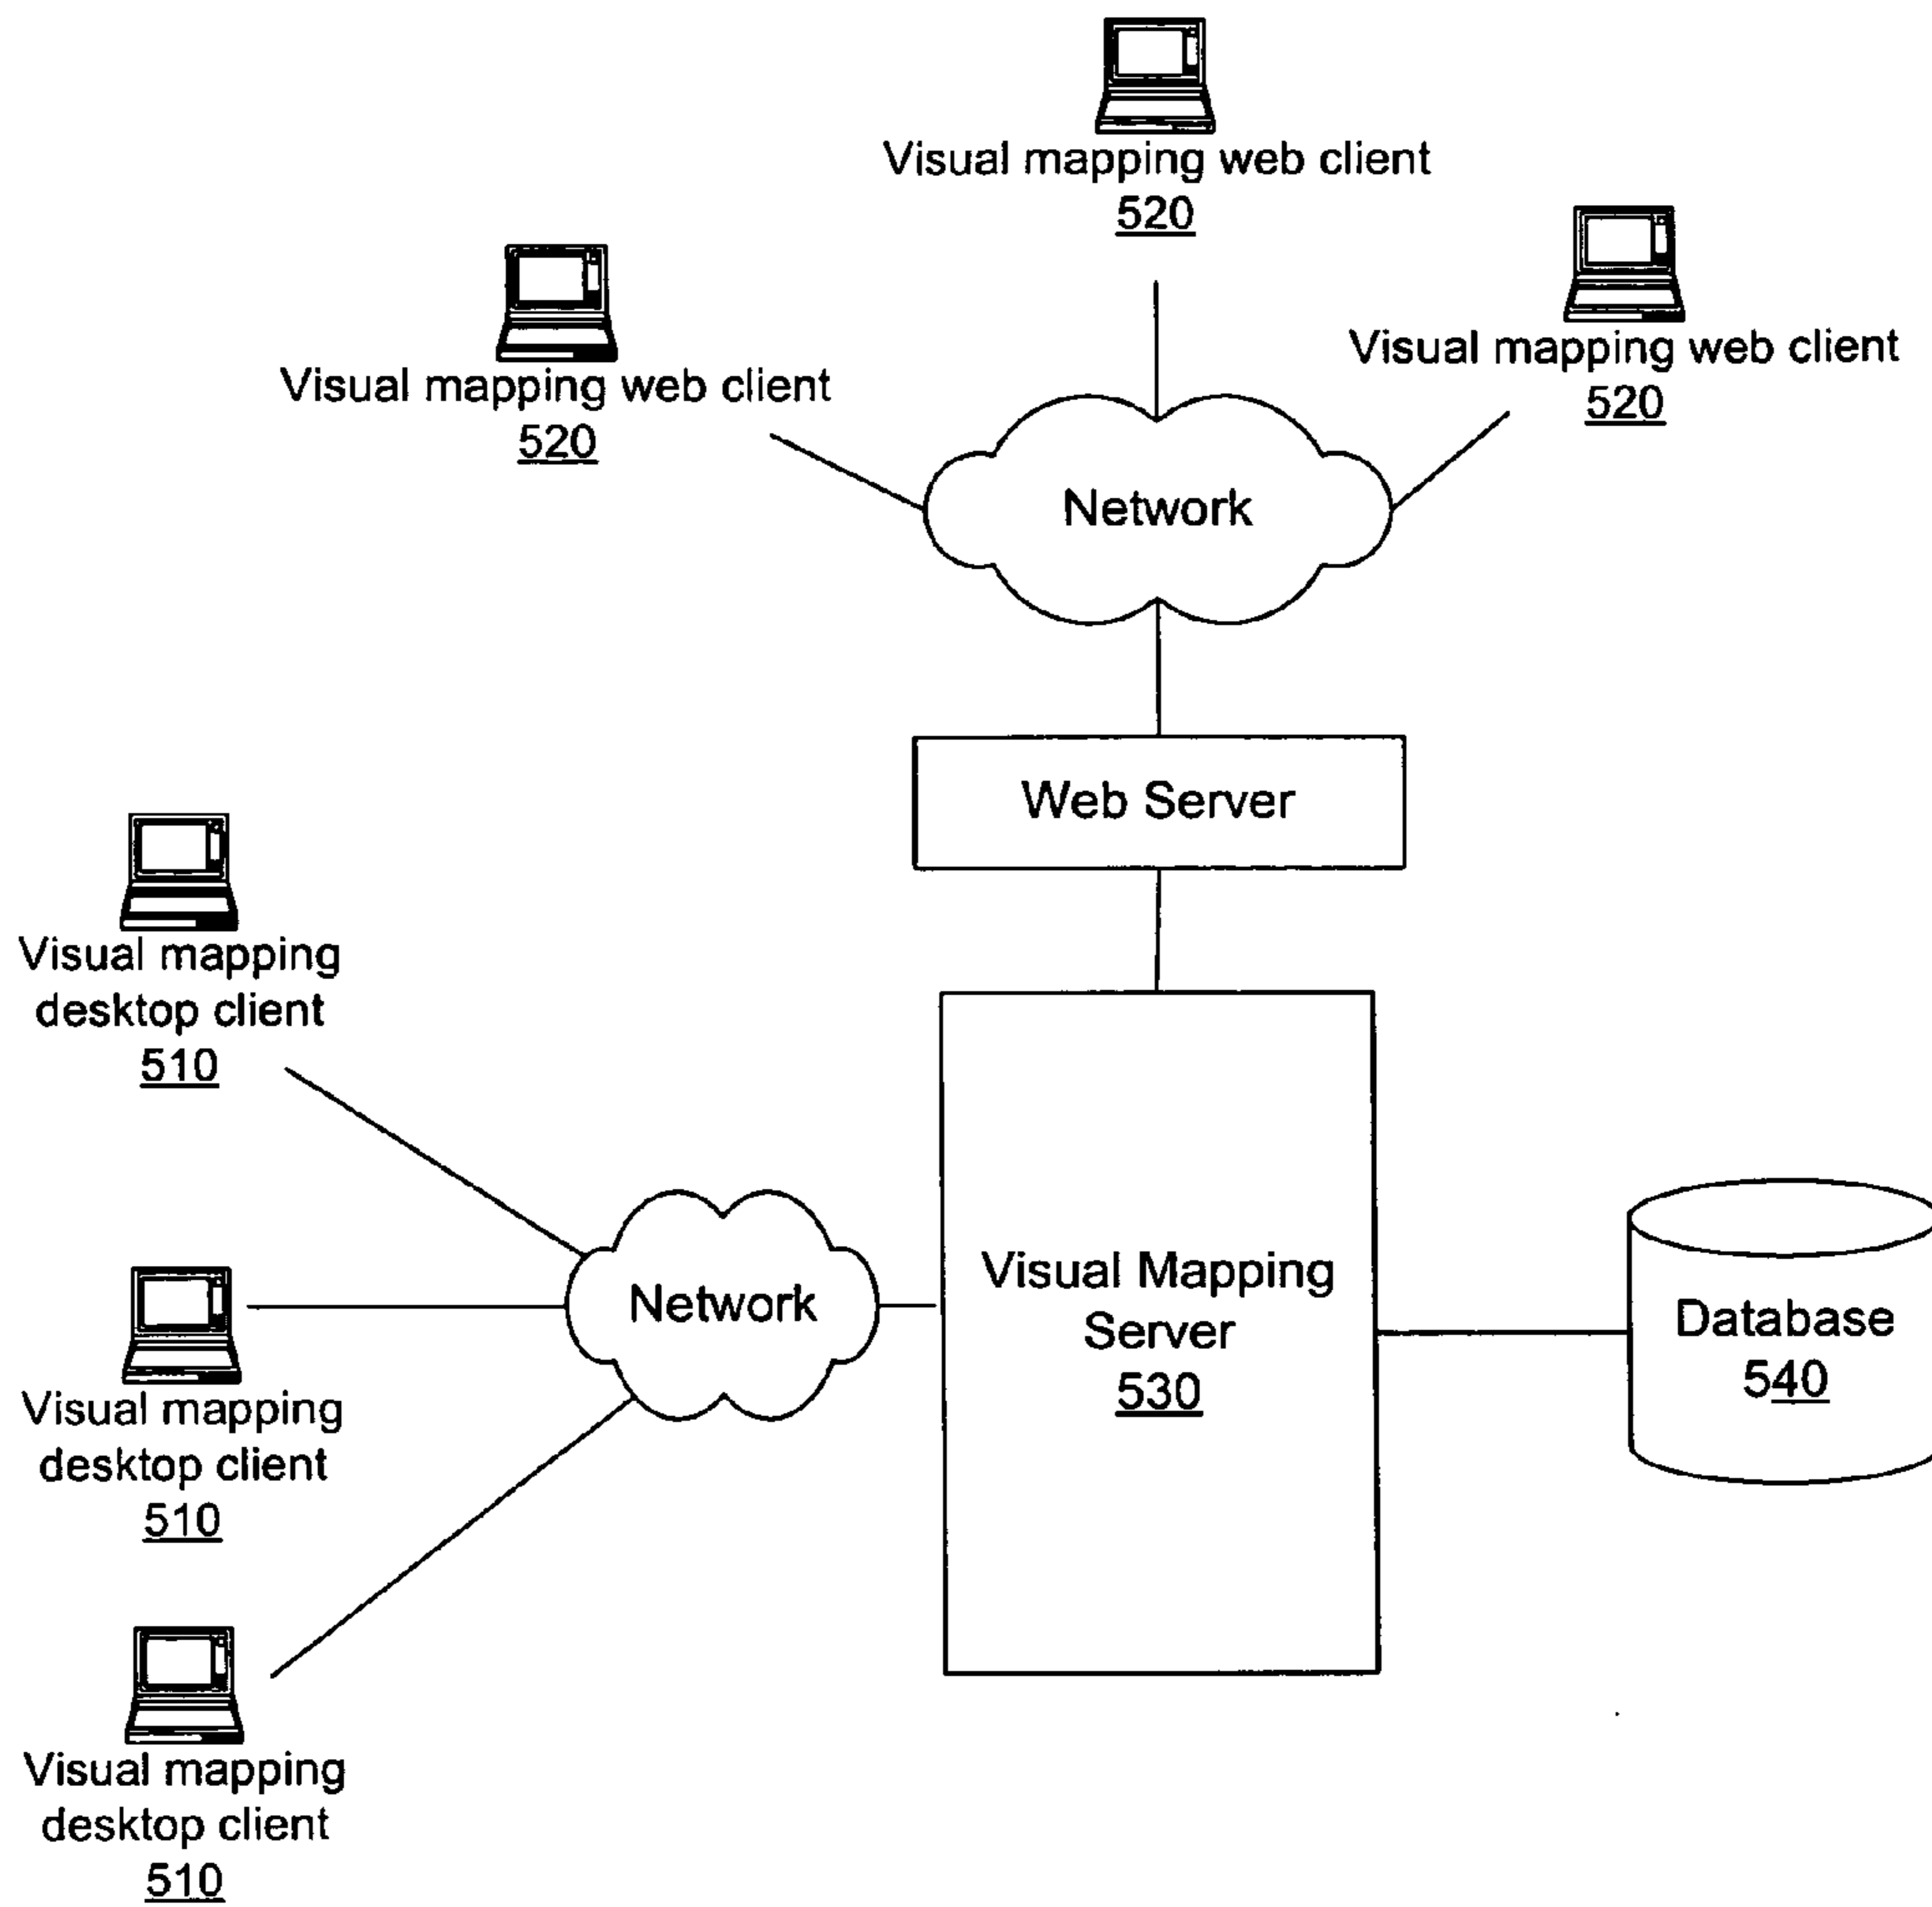 Visual mapping web client
520
Visual mapping web client
520
Visual mapping web client
520
Network
Web Server
Visual mapping
desktop client
510
Network
Visual Mapping
Server
530
Database
540
Visual mapping
desktop client
510
Visual mapping
desktop client
510